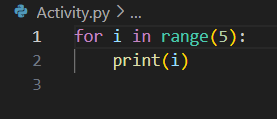 Activity.py > ...
1 for i in range(5):
2     print(i)
3